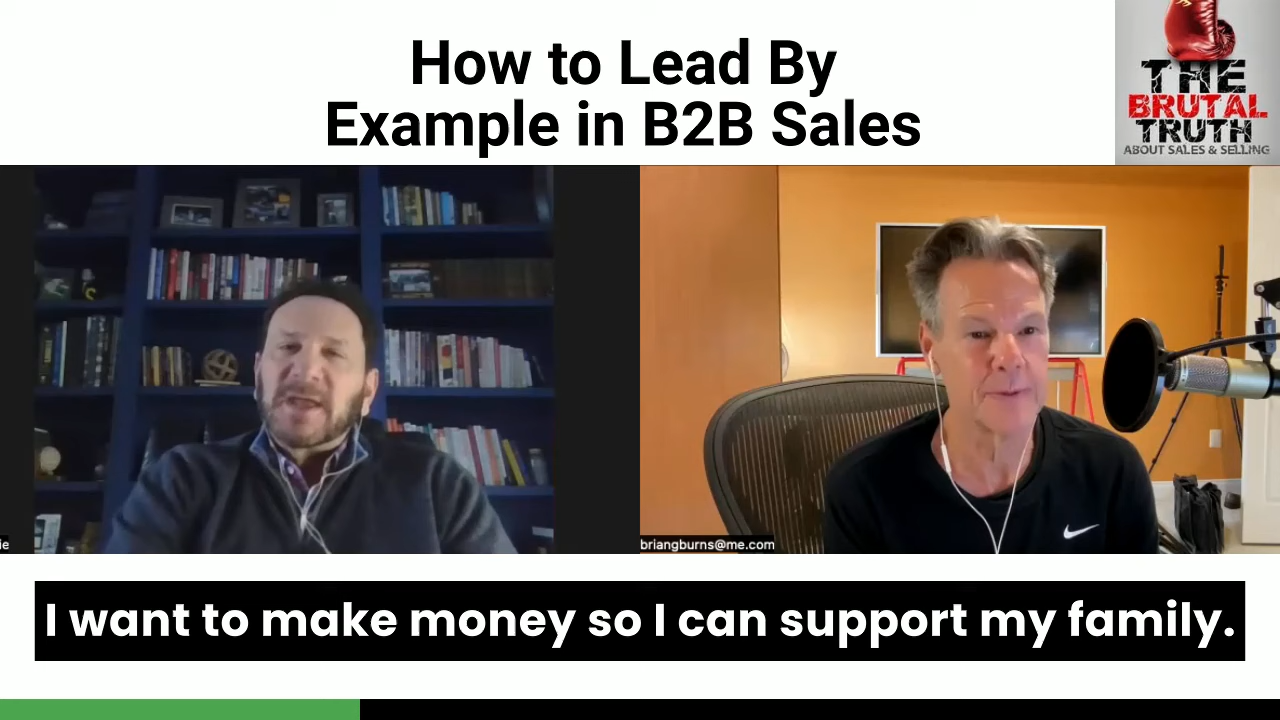 How to Lead By
Example in B2B Sales
THE
BRUTAL
TRUTH
ABOUT SALES & SELLING
ie
briangburns@me.com
I want to make money so I can support my family.